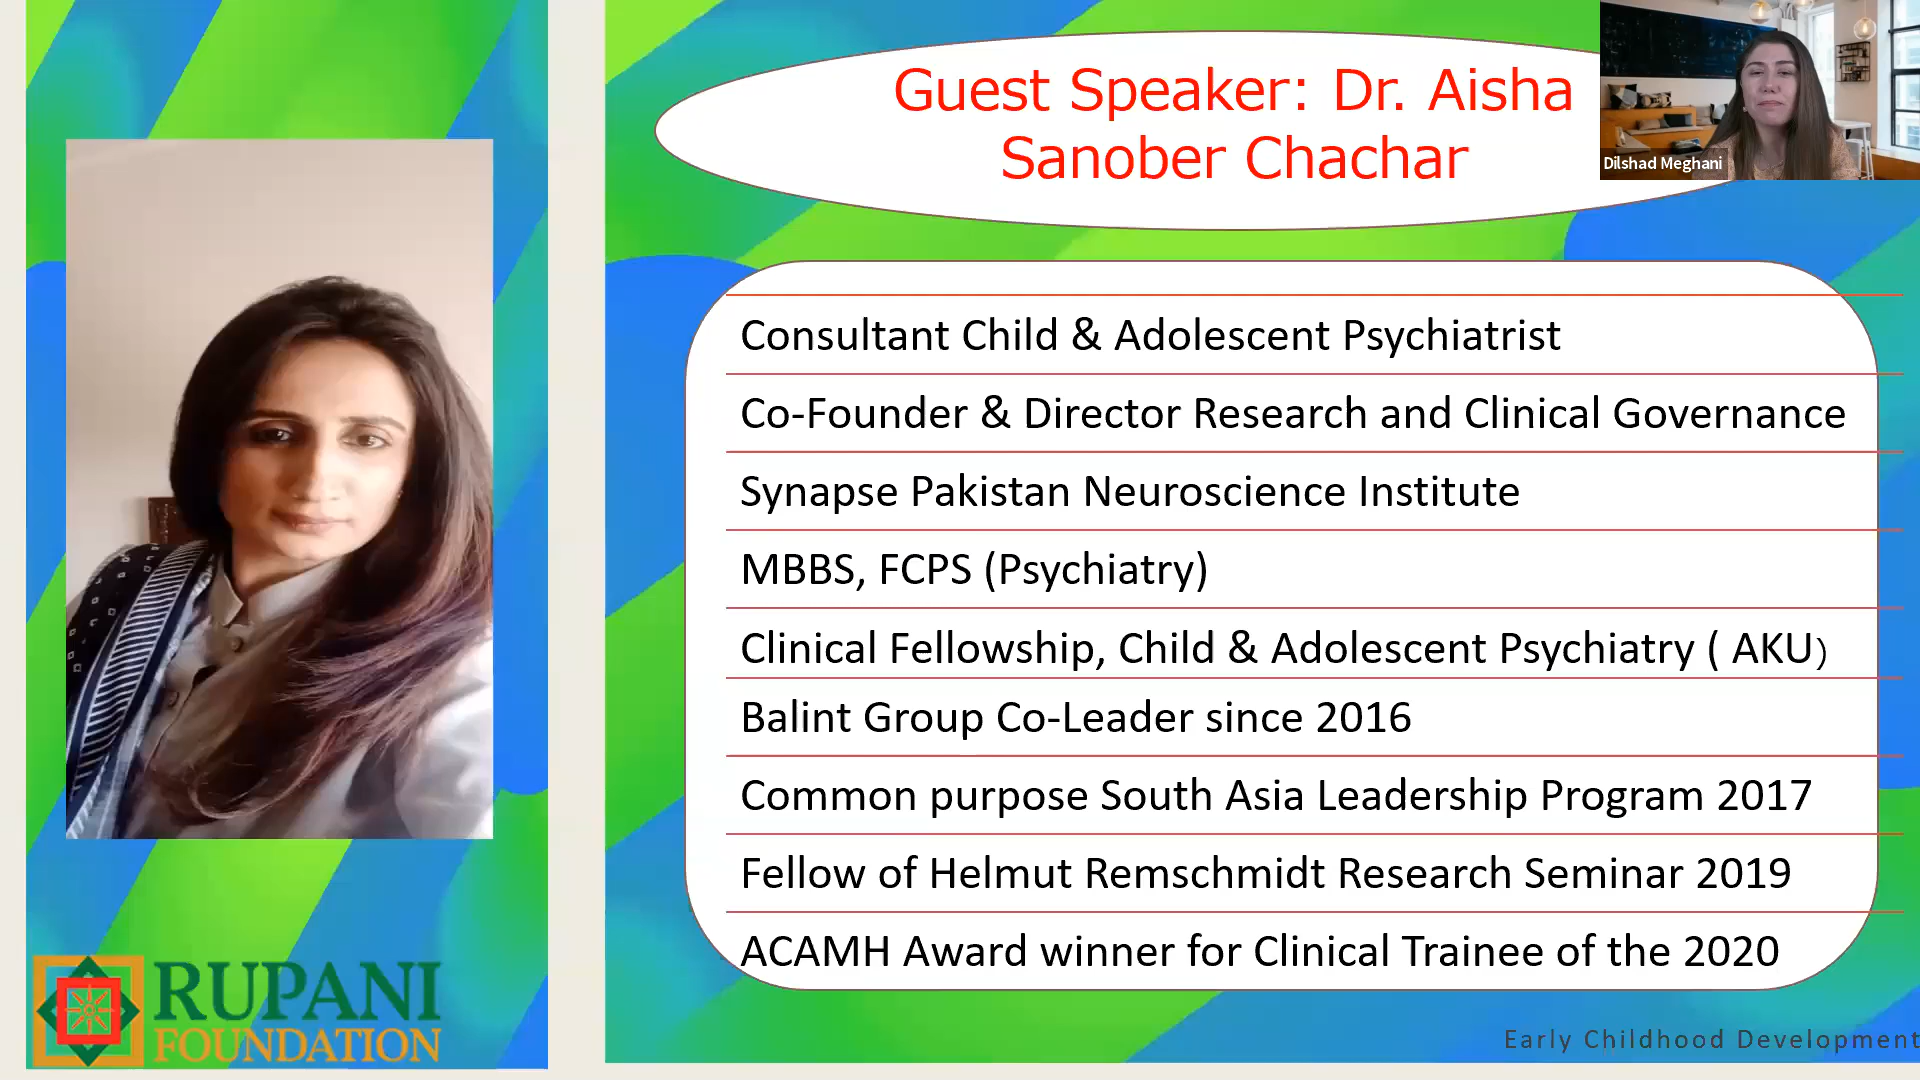 Guest Speaker: Dr. Aisha
Sanober Chachar
Dilshad Meghani
Consultant Child & Adolescent Psychiatrist
Co-Founder & Director Research and Clinical Governance
Synapse Pakistan Neuroscience Institute
MBBS, FCPS (Psychiatry)
Clinical Fellowship, Child & Adolescent Psychiatry ( AKU)
Balint Group Co-Leader since 2016
Common purpose South Asia Leadership Program 2017
Fellow of Helmut Remschmidt Research Seminar 2019
ACAMH Award winner for Clinical Trainee of the 2020
RUPANI
FOUNDATION
Early Childhood Development